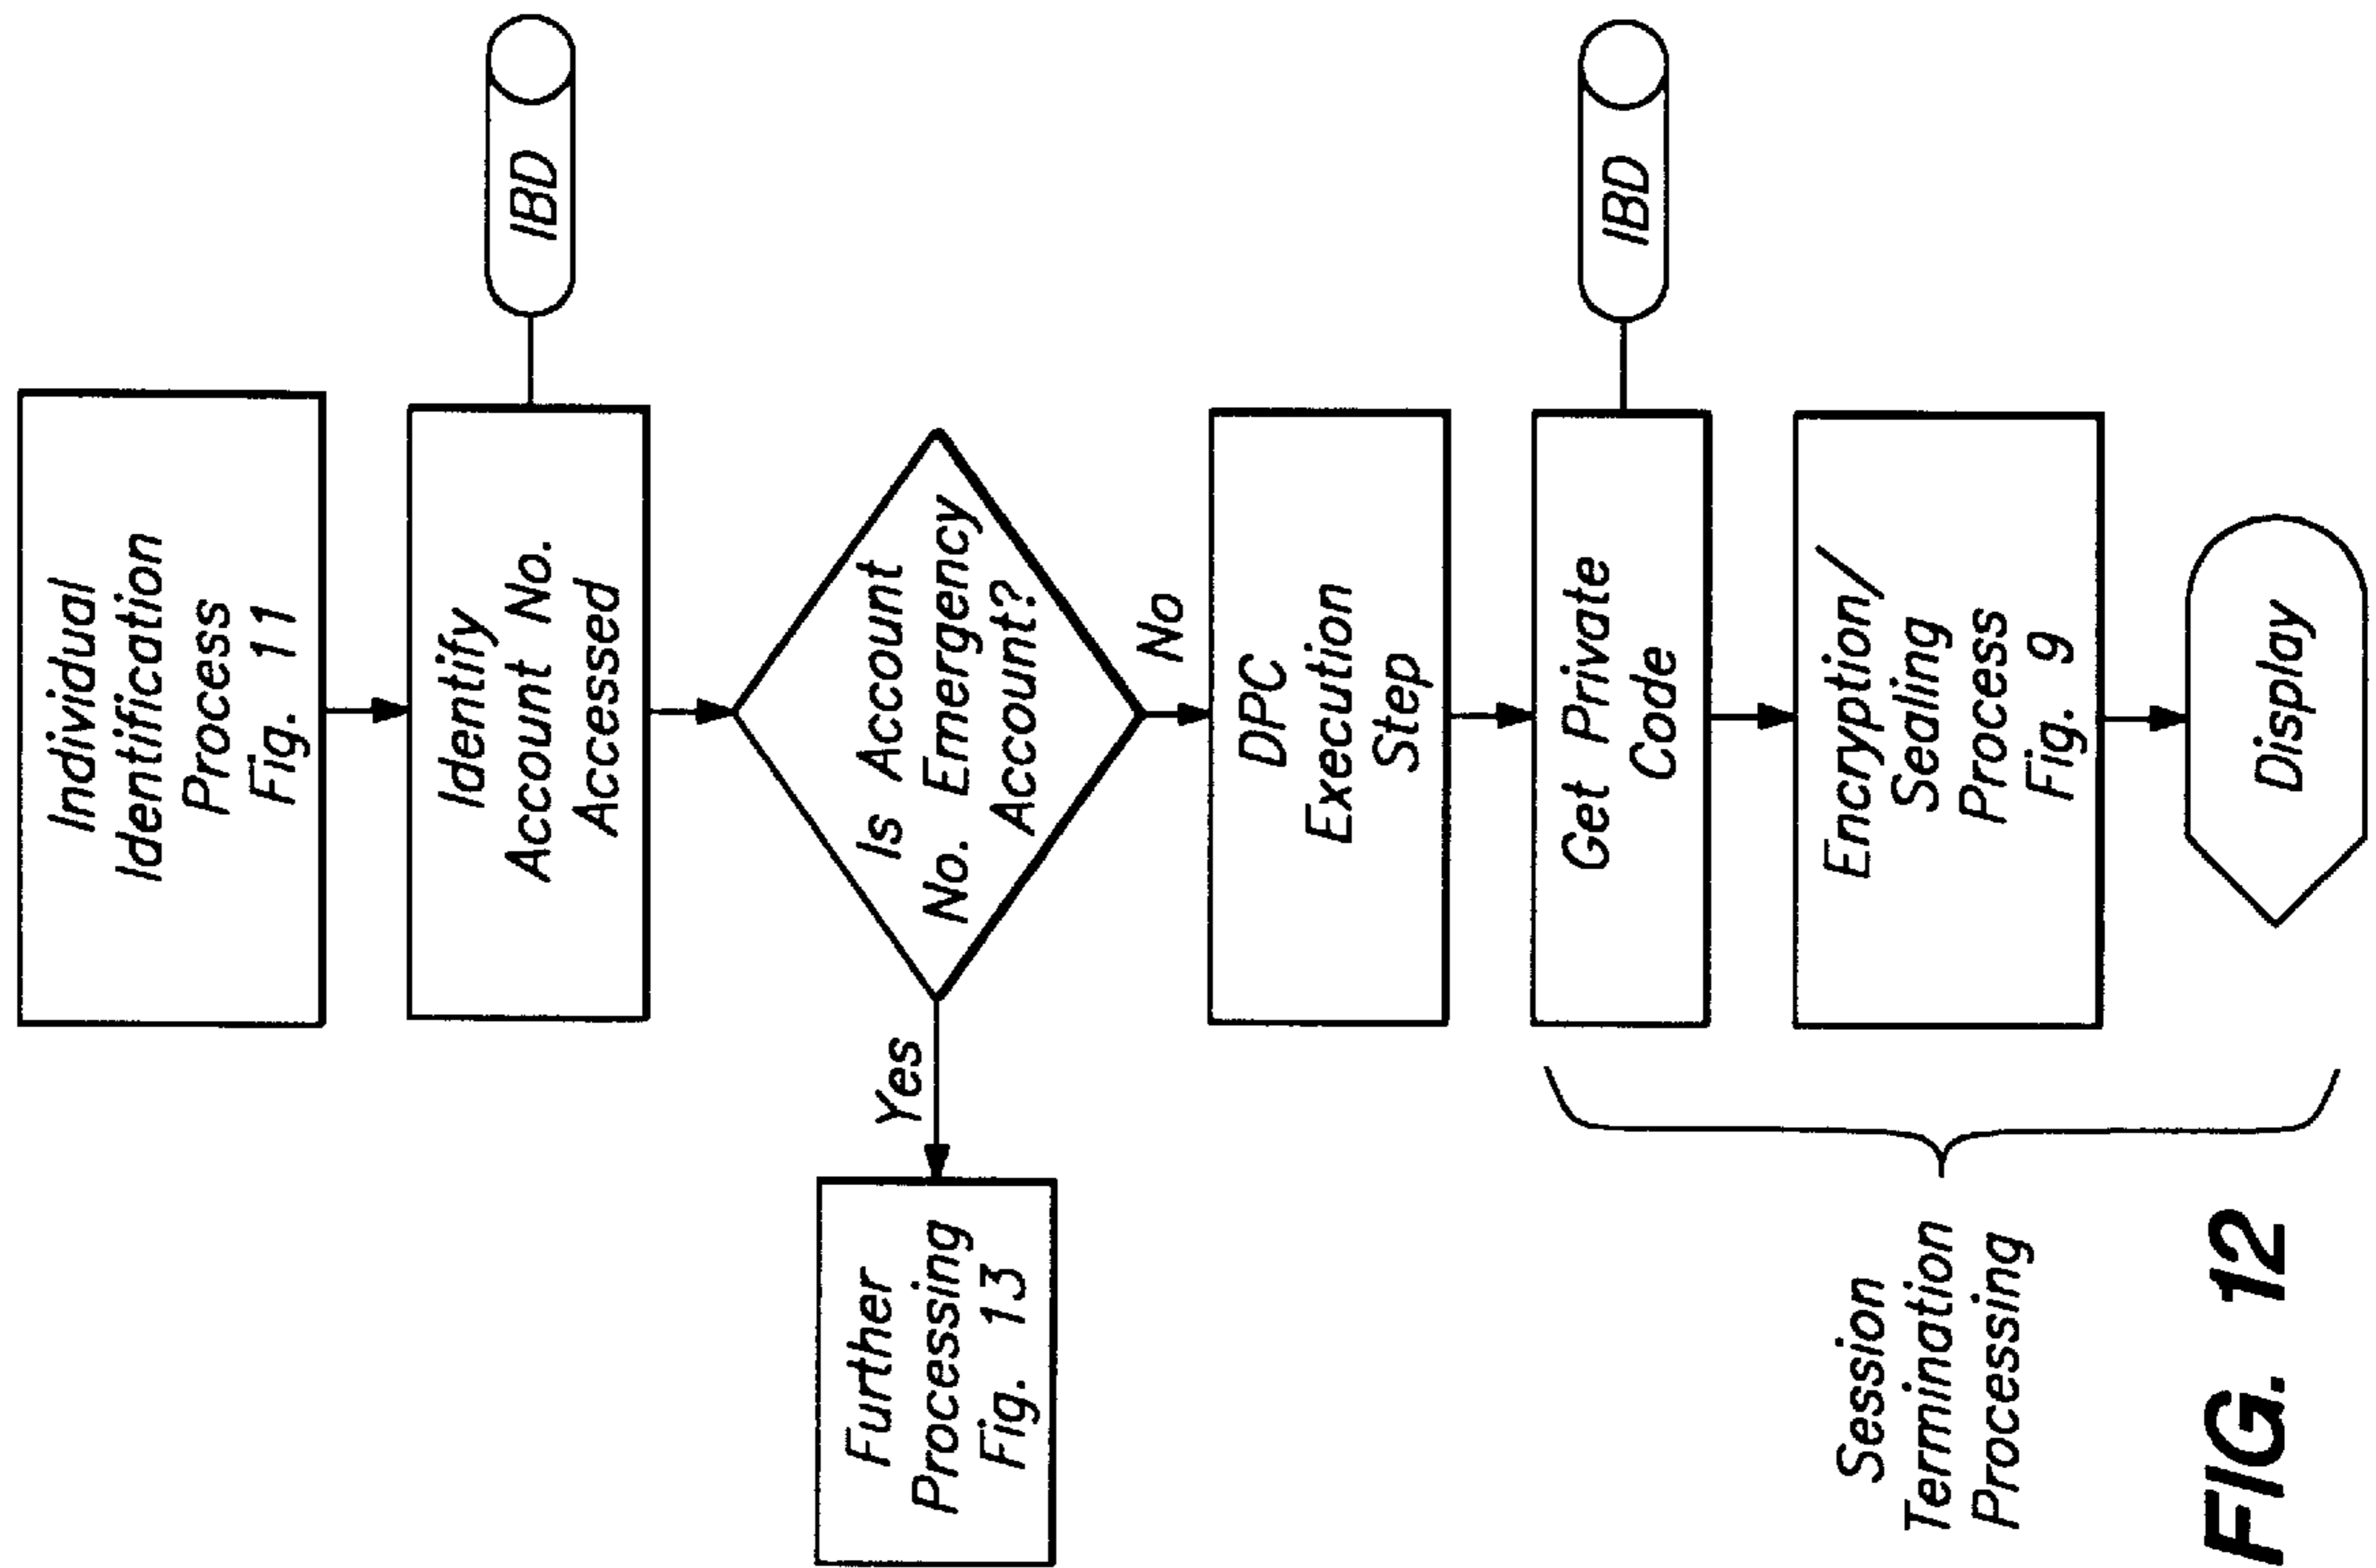 Individual
Identification
Process
Fig. 11
Identify
Account No.
Accessed
IBD
Is Account
No. Emergency
Account?
Yes
No
Further
Processing
Fig. 13
DPC
Execution
Step
Get Private
Code
IBD
Encryption/
Sealing
Process
Fig. 9
Display
Session
Termination
Processing
FIG. 12